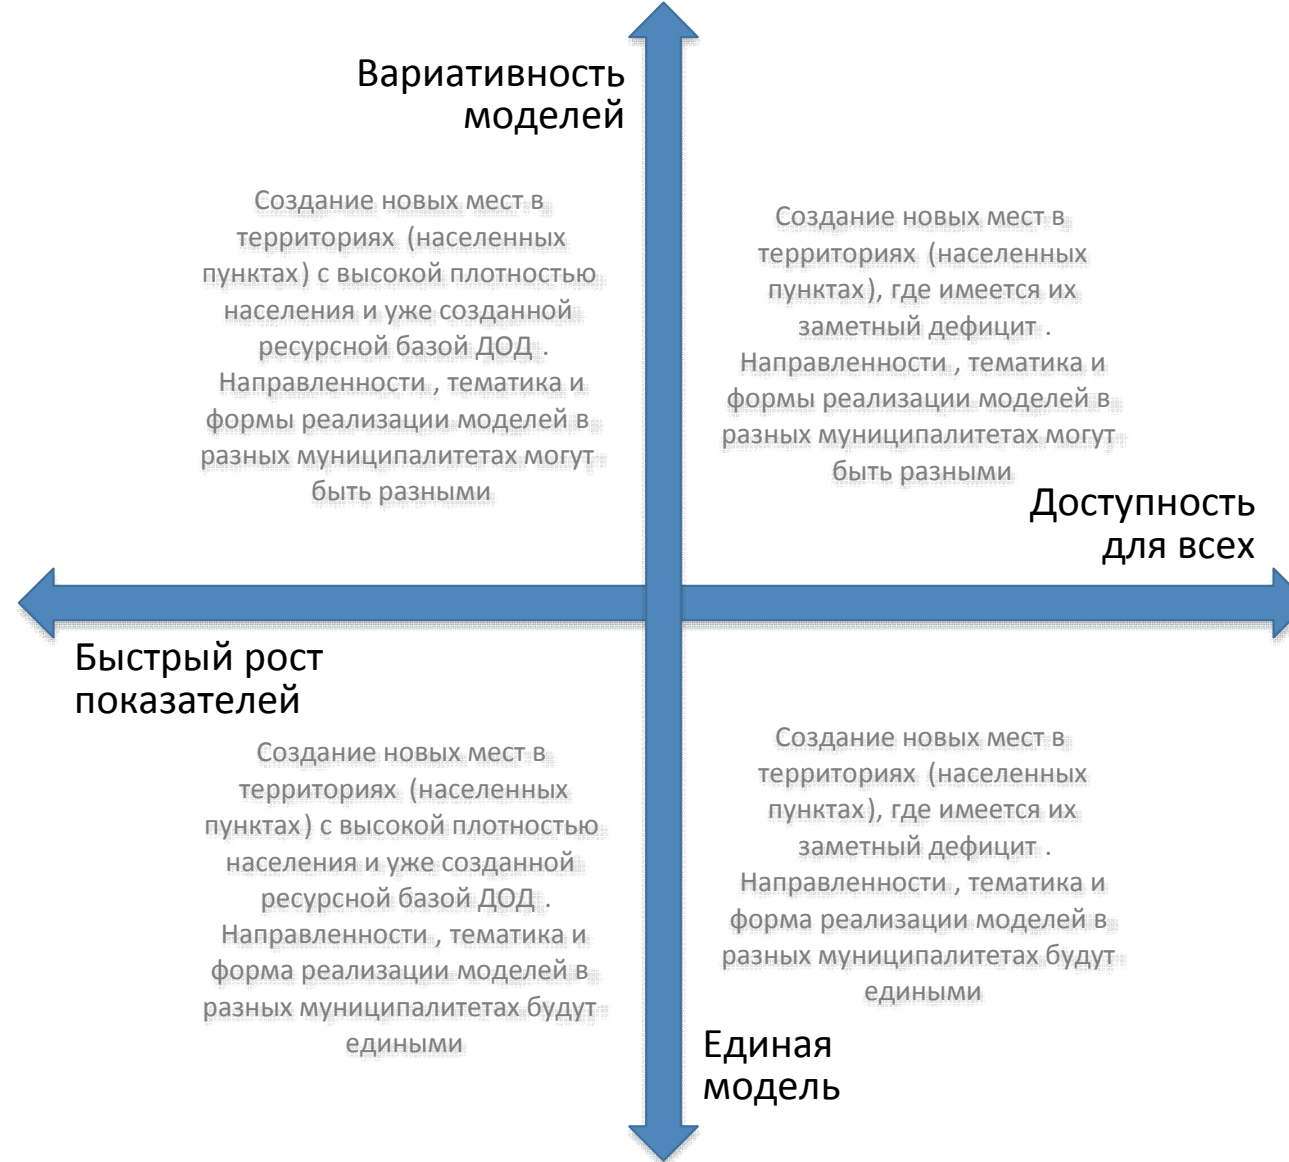 Вариативность
моделей
Создание новых мест в
территориях (населенных
пунктах) с высокой плотностью
населения и уже созданной
ресурсной базой ДОД .
Направленности , тематика и
формы реализации моделей в
разных муниципалитетах могут
быть разными
Создание новых мест в
территориях (населенных
пунктах), где имеется их
заметный дефицит .
Направленности , тематика и
формы реализации моделей в
разных муниципалитетах могут
быть разными
Доступность
для всех
Быстрый рост
показателей
Создание новых мест в
территориях (населенных
пунктах) с высокой плотностью
населения и уже созданной
ресурсной базой ДОД .
Направленности , тематика и
форма реализации моделей в
разных муниципалитетах будут
едиными
Создание новых мест в
территориях (населенных
пунктах), где имеется их
заметный дефицит .
Направленности , тематика и
форма реализации моделей в
разных муниципалитетах будут
едиными
Единая
модель